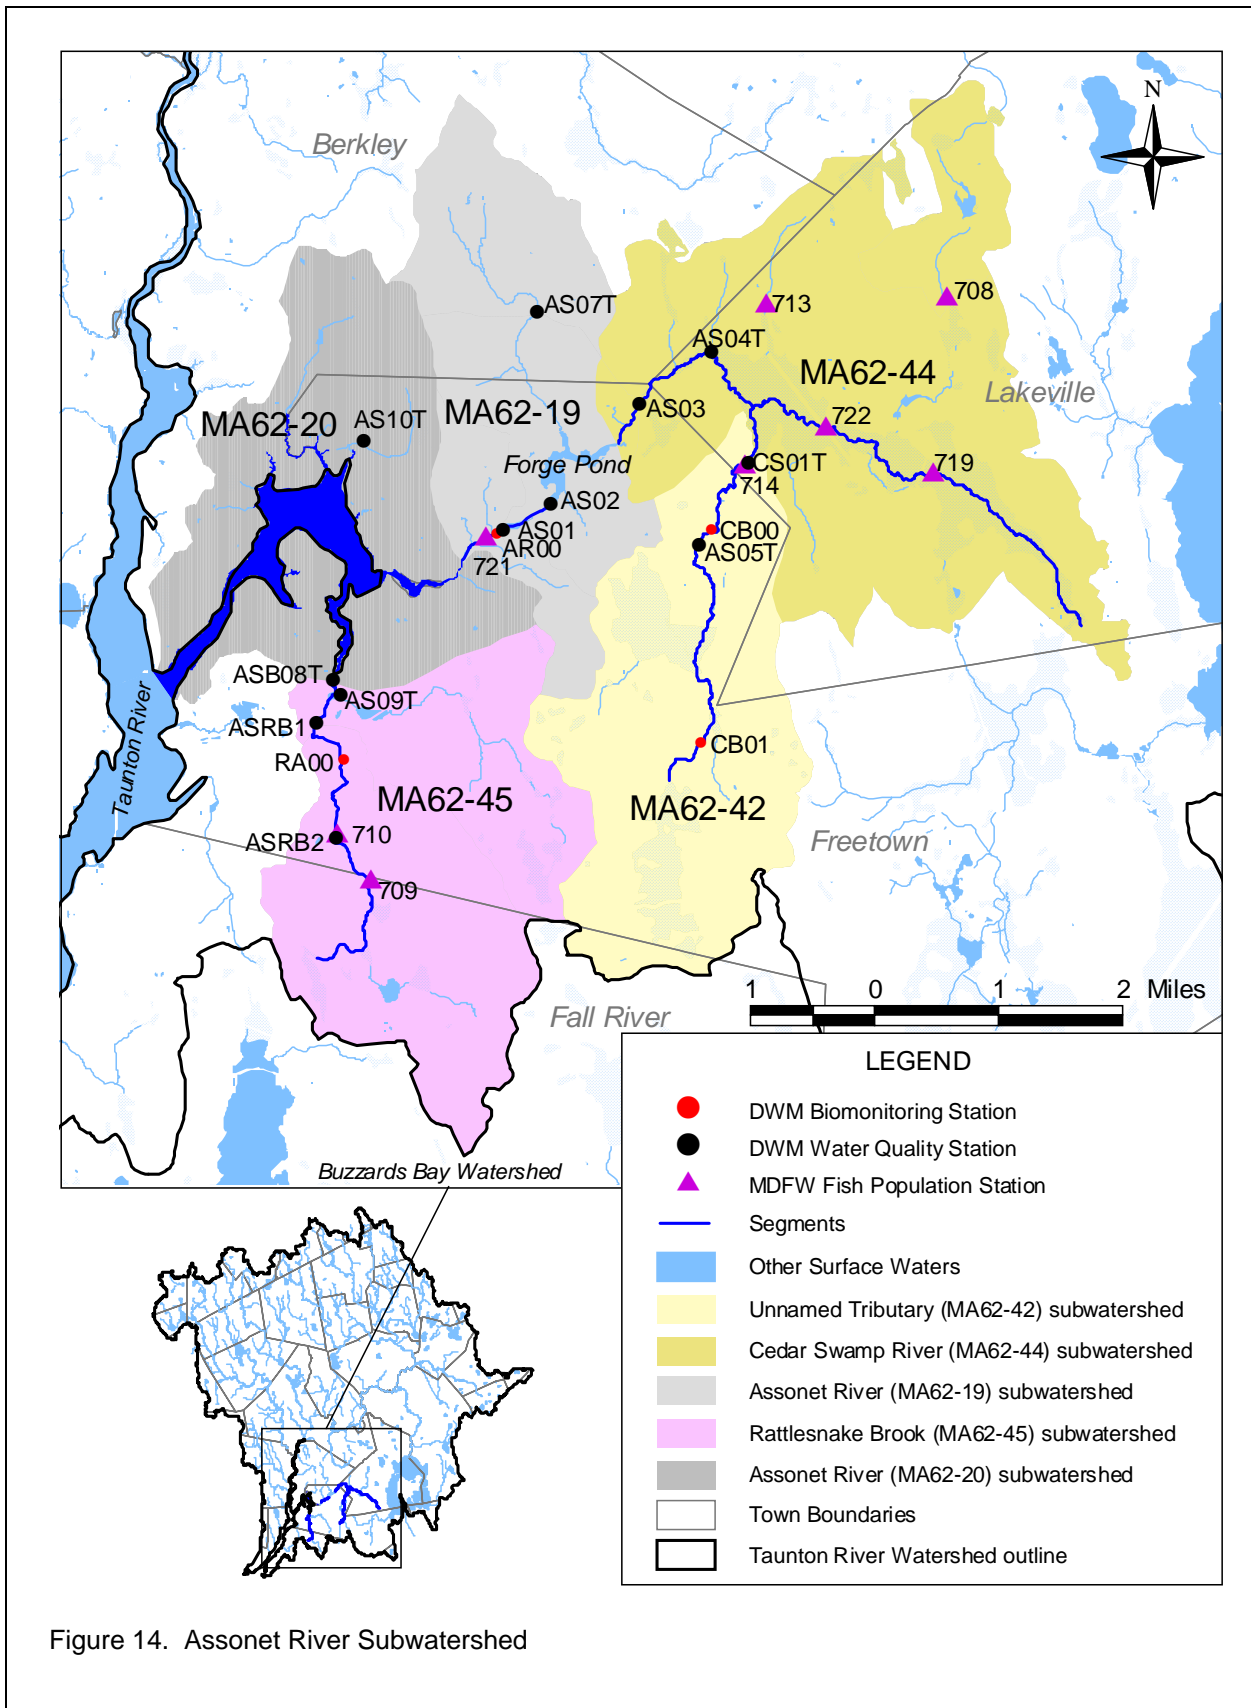 N
Berkley
AS07T
713
708
AS04T
MA62-44
Lakeville
AS03
MA62-19
MA62-20
AS10T
722
Forge Pond
CS01T
714
719
AS02
AS01
AR00
721
CB00
AS05T
ASB08T
AS09T
Taunton River
ASRB1
RA00
CB01
MA62-45
MA62-42
ASRB2
710
Freetown
709
Fall River
1 0 1 2 Miles
Buzzards Bay Watershed
LEGEND
DWM Biomonitoring Station
DWM Water Quality Station
MDFW Fish Population Station
Segments
Other Surface Waters
Unnamed Tributary (MA62-42) subwatershed
Cedar Swamp River (MA62-44) subwatershed
Assonet River (MA62-19) subwatershed
Rattlesnake Brook (MA62-45) subwatershed
Assonet River (MA62-20) subwatershed
Town Boundaries
Taunton River Watershed outline
Figure 14. Assonet River Subwatershed